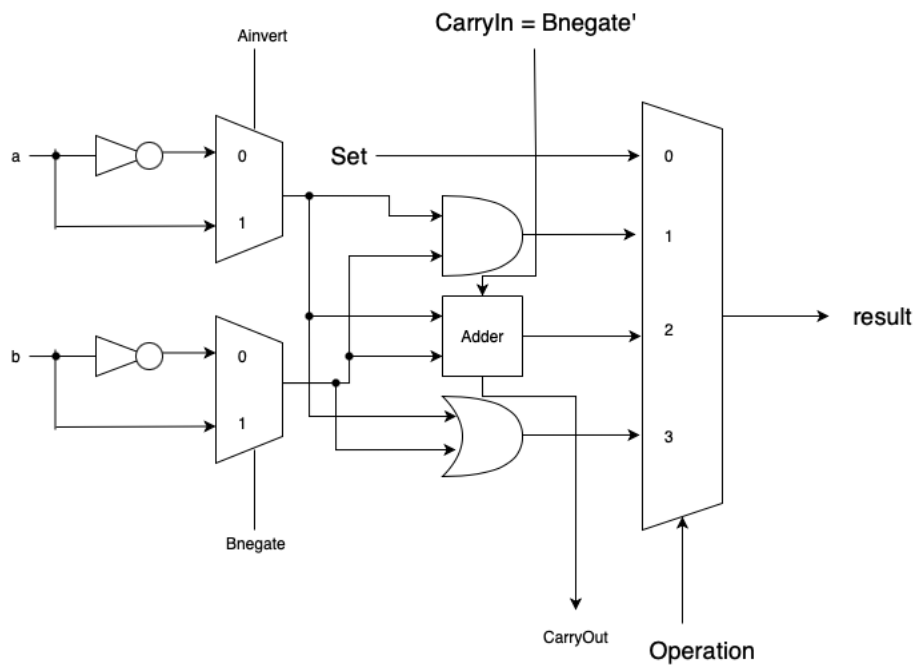 CarryIn = Bnegate'
Ainvert
a
0
1
Set
0
1
b
0
1
Adder
2
result
3
Bnegate
CarryOut
Operation